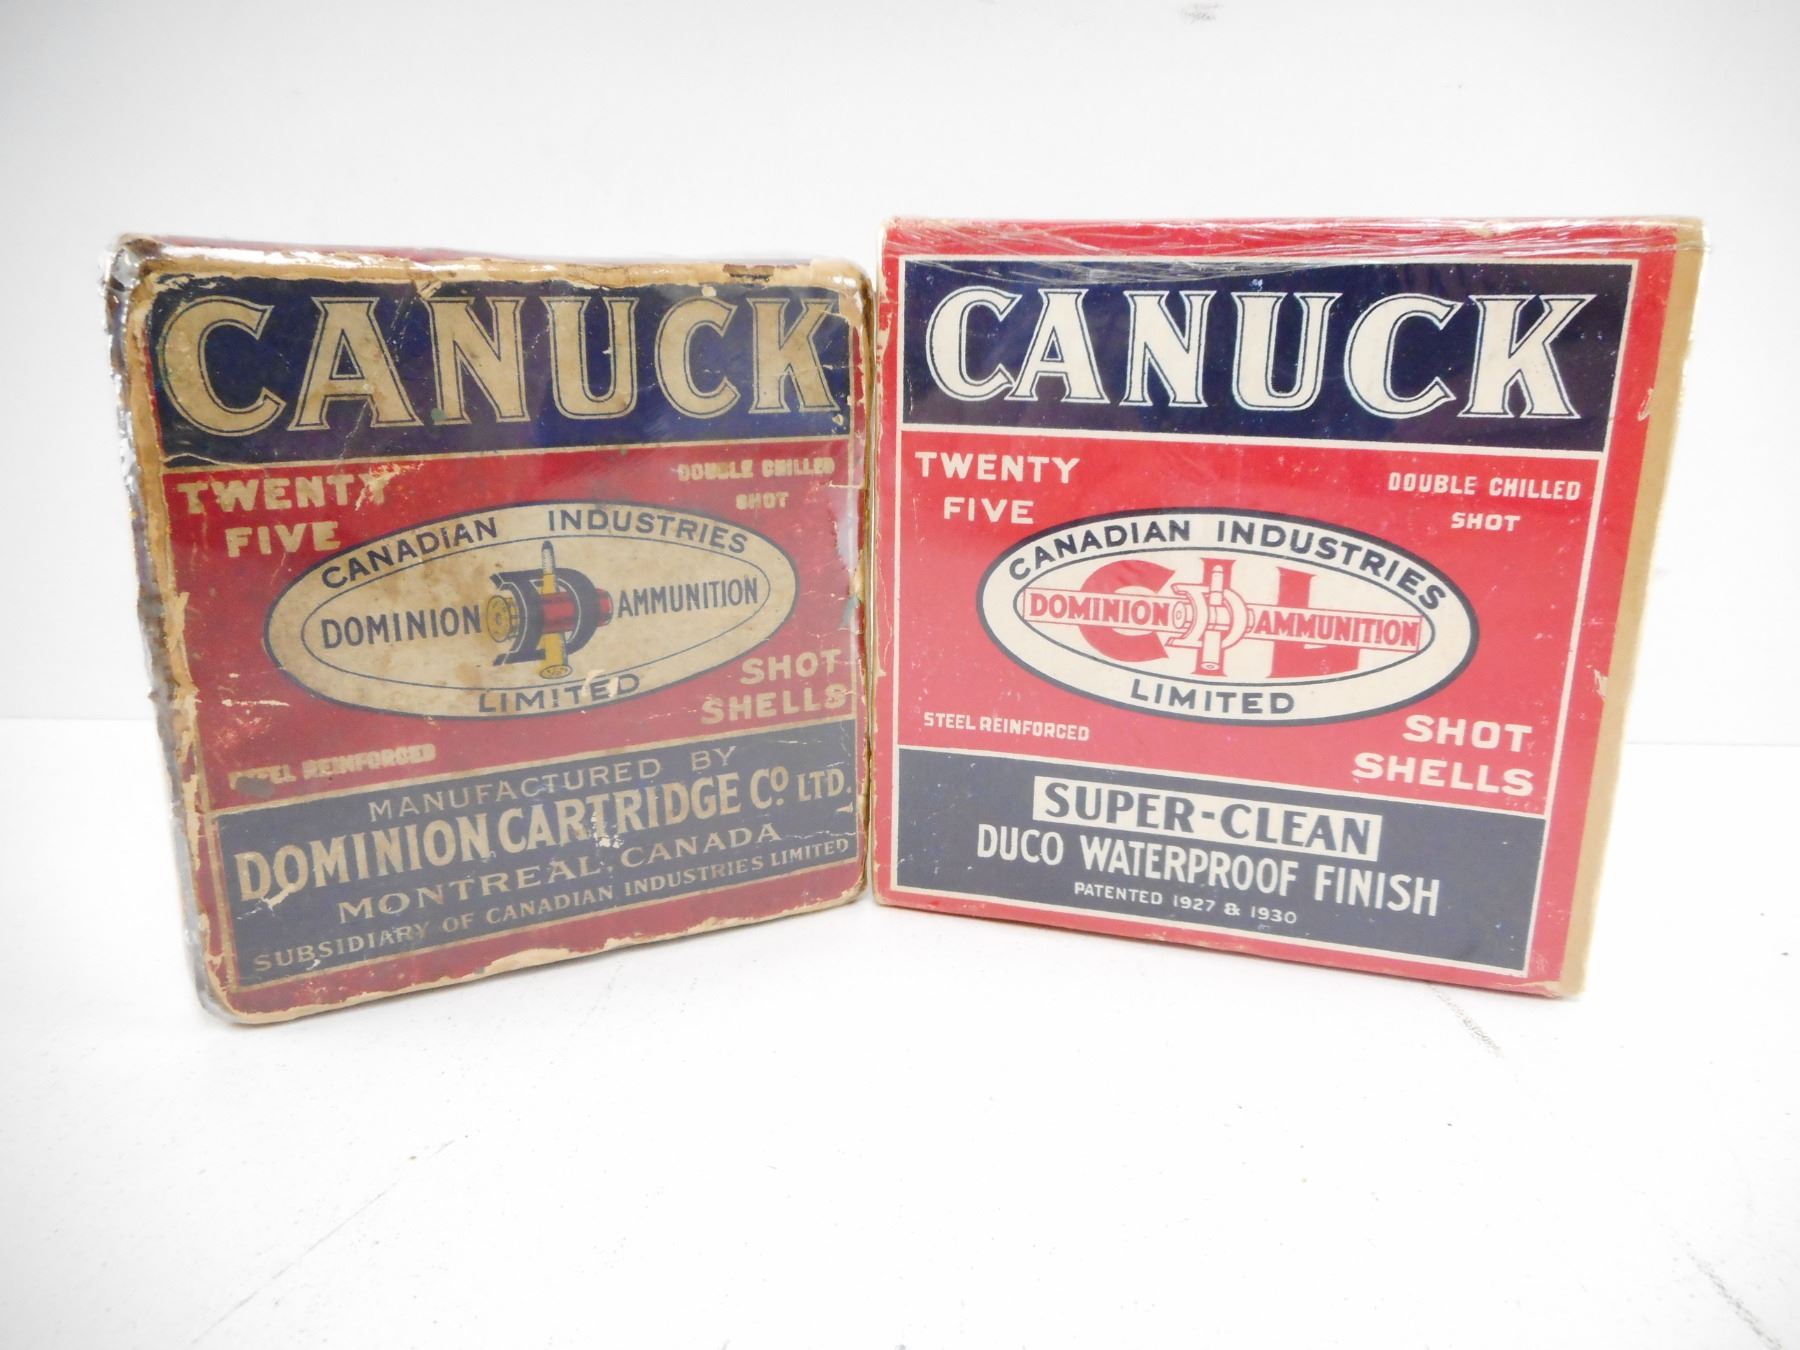 CANUCK
TWENTY
FIVE
DOUBLE CHILLED
SHOT
CANADIAN INDUSTRIES
DOMINION AMMUNITION
LIMITED
SHOT
SHELLS
STEEL REINFORCED
MANUFACTURED BY
DOMINION CARTRIDGE CO. LTD.
MONTREAL, CANADA
SUBSIDIARY OF CANADIAN INDUSTRIES LIMITED
CANUCK
TWENTY
FIVE
DOUBLE CHILLED
SHOT
CANADIAN INDUSTRIES
CIL
DOMINION AMMUNITION
LIMITED
STEEL REINFORCED
SHOT
SHELLS
SUPER-CLEAN
DUCO WATERPROOF FINISH
PATENTED 1927 & 1930